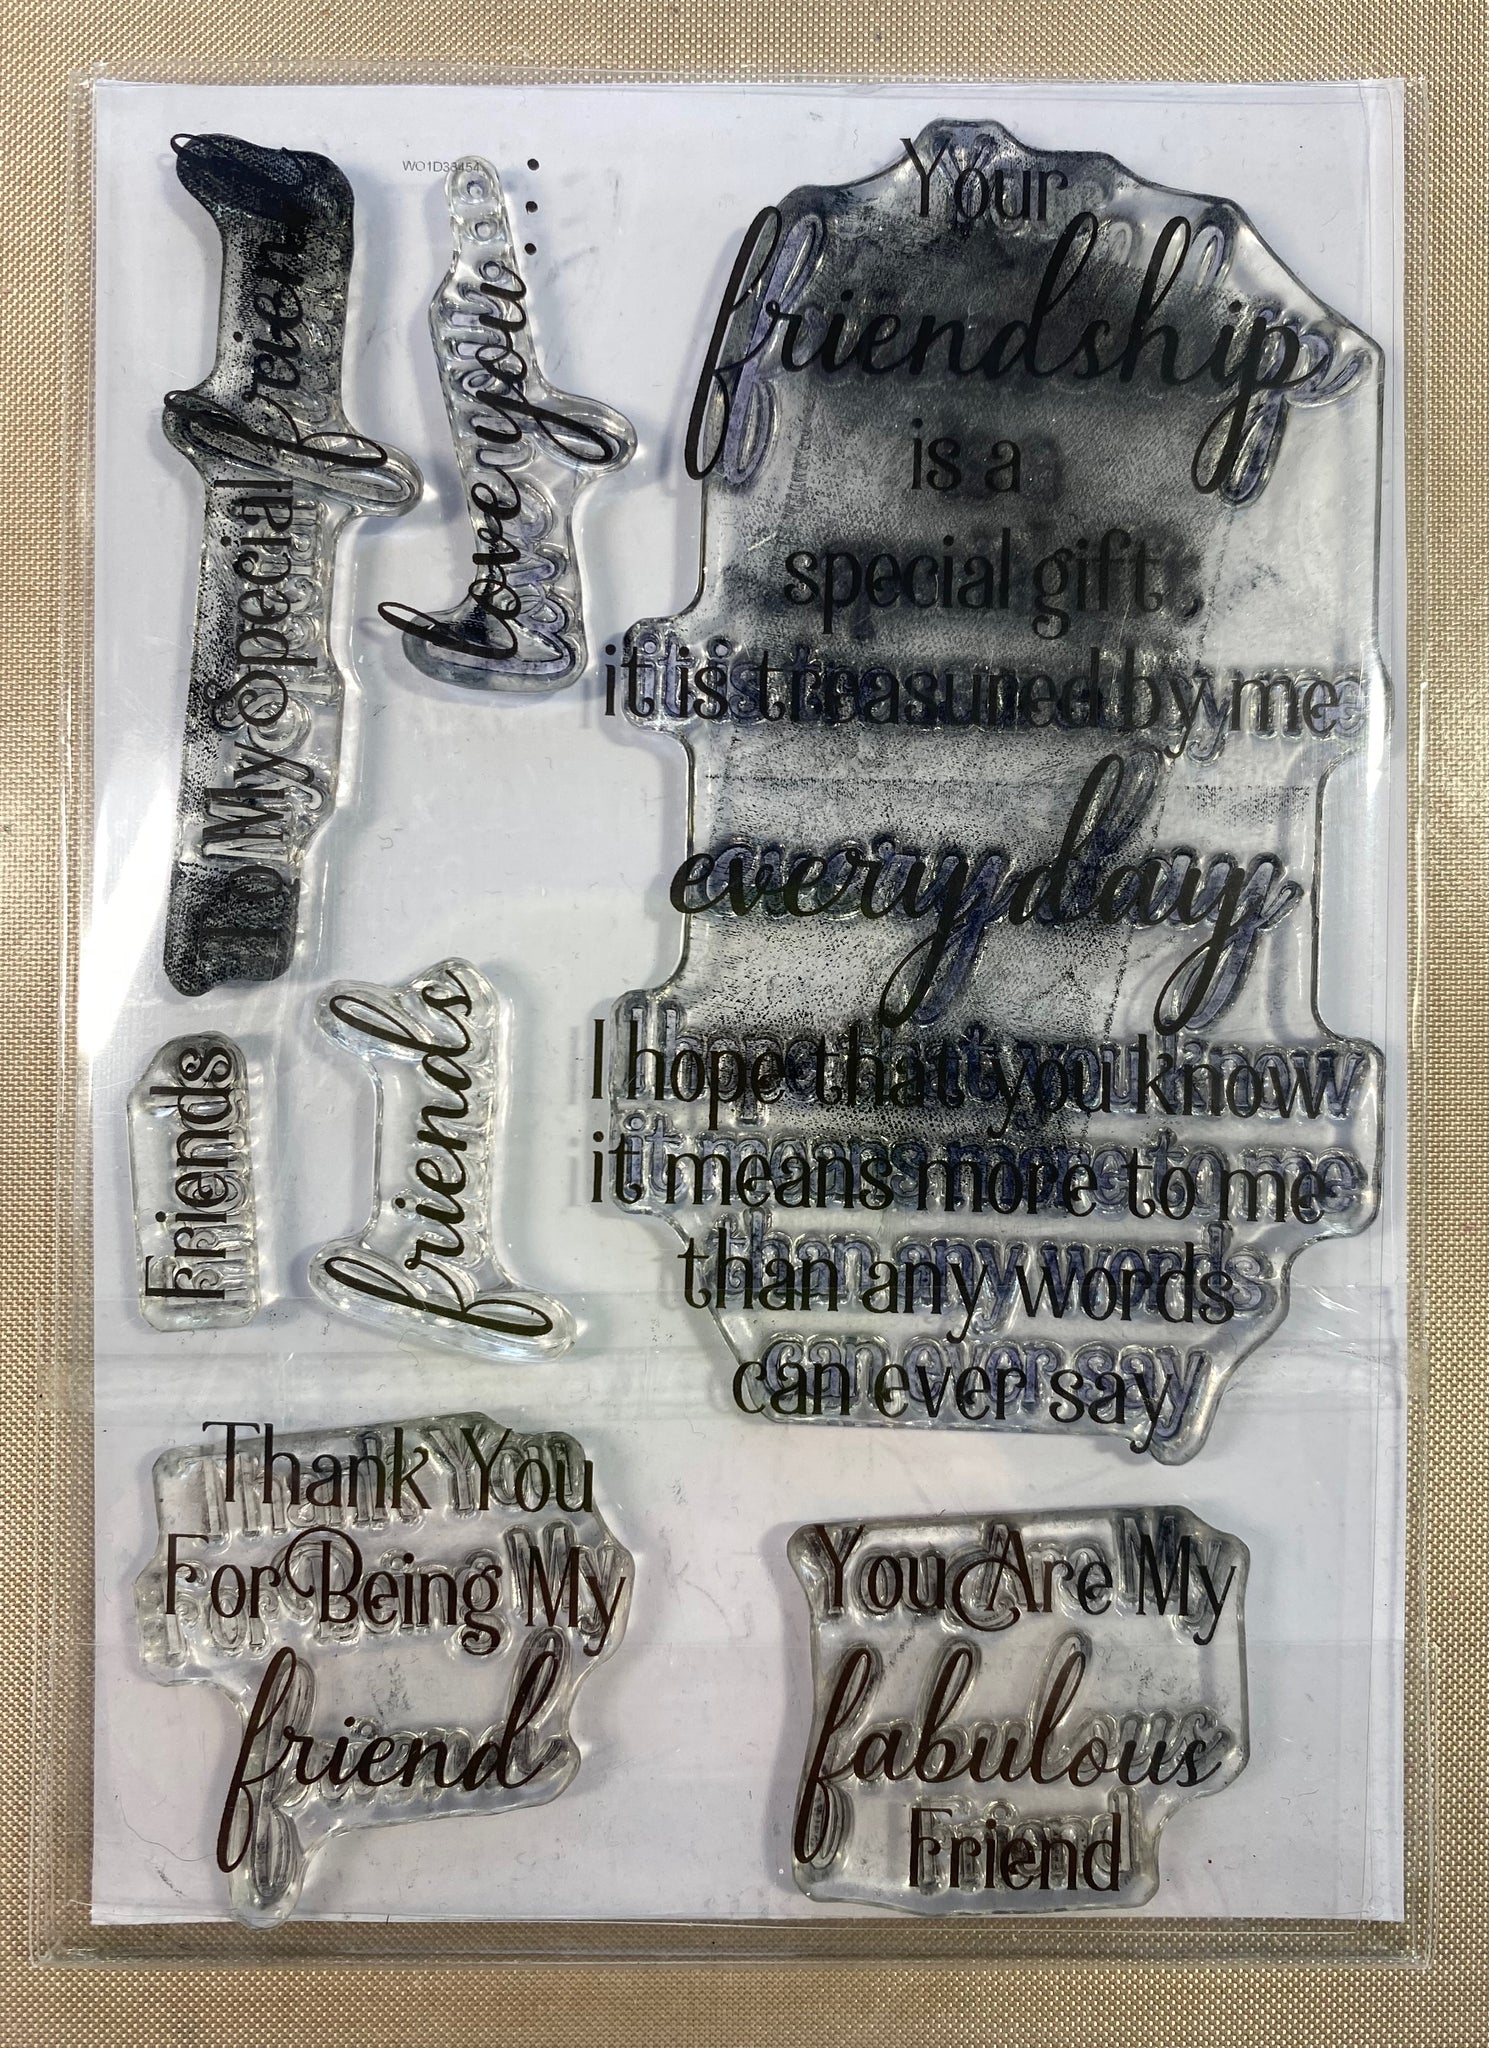 To My Special friend
WO1D33454
love you
Your
friendship
is a
special gift,
it is treasured by me
everyday
I hope that you know
it means more to me
than any words
can ever say
Friends
friends
Thank You
For Being My
friend
You Are My
fabulous
Friend